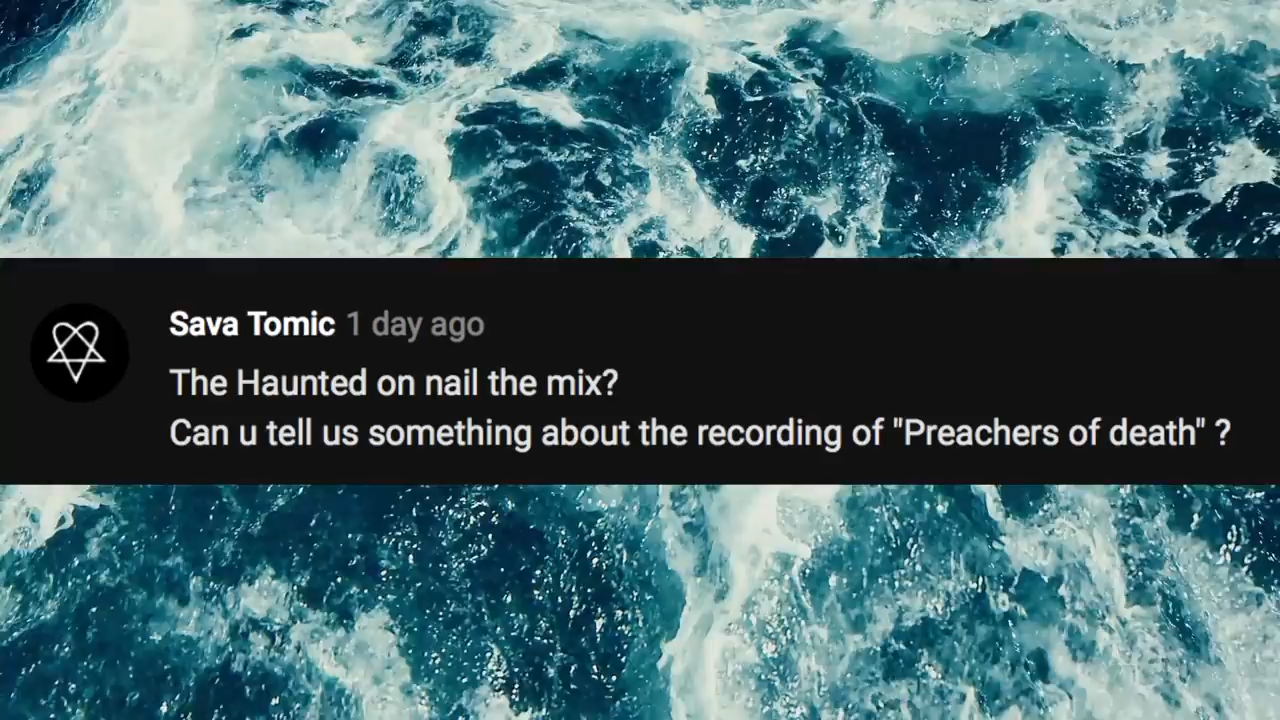 Sava Tomic 1 day ago
The Haunted on nail the mix?
Can u tell us something about the recording of "Preachers of death" ?